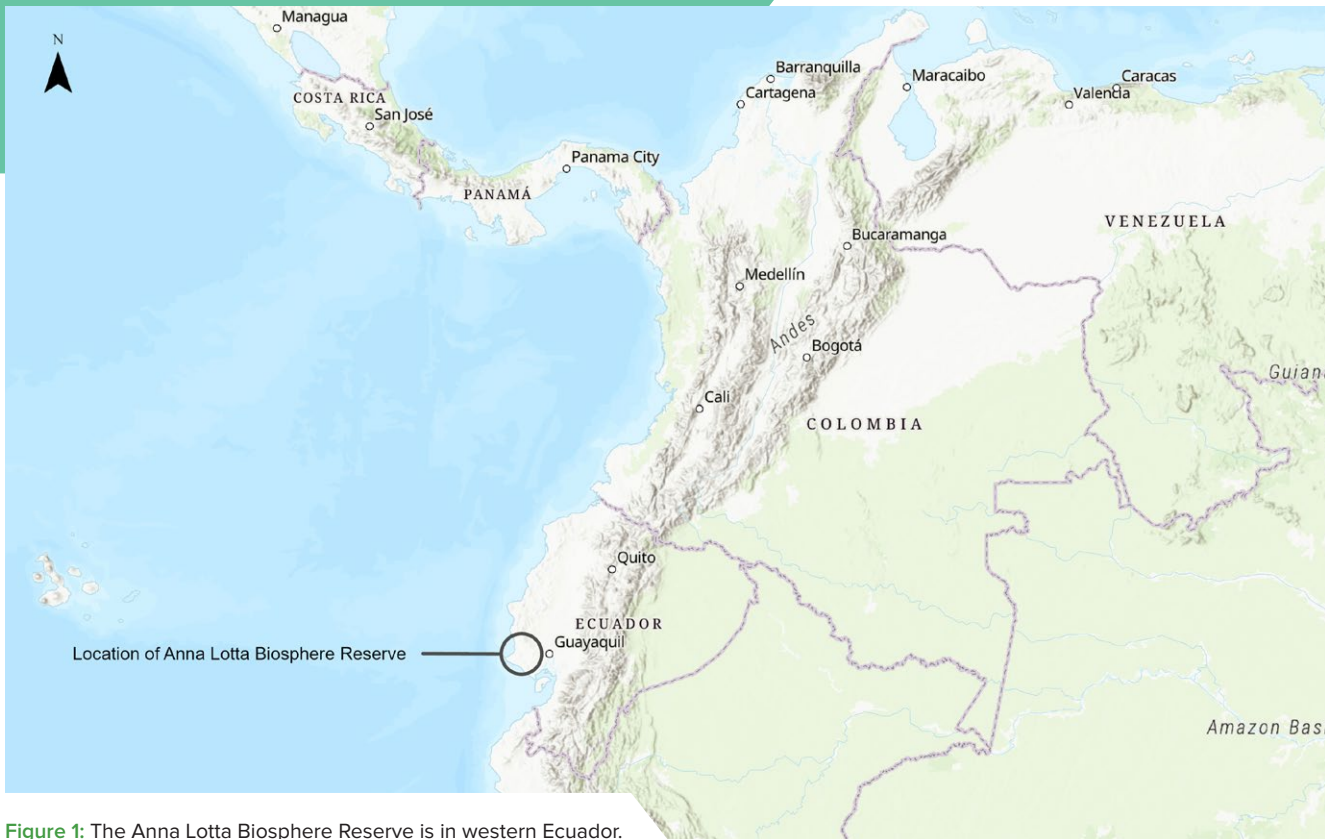 Managua
N
Barranquilla
Maracaibo
Caracas
Cartagena
Valencia
COSTA RICA
San José
Panama City
PANAMÁ
VENEZUELA
Bucaramanga
Medellín
Andes
Bogotá
Guian
Cali
COLOMBIA
Quito
ECUADOR
Guayaquil
Location of Anna Lotta Biosphere Reserve
Amazon Bas
Figure 1: The Anna Lotta Biosphere Reserve is in western Ecuador.